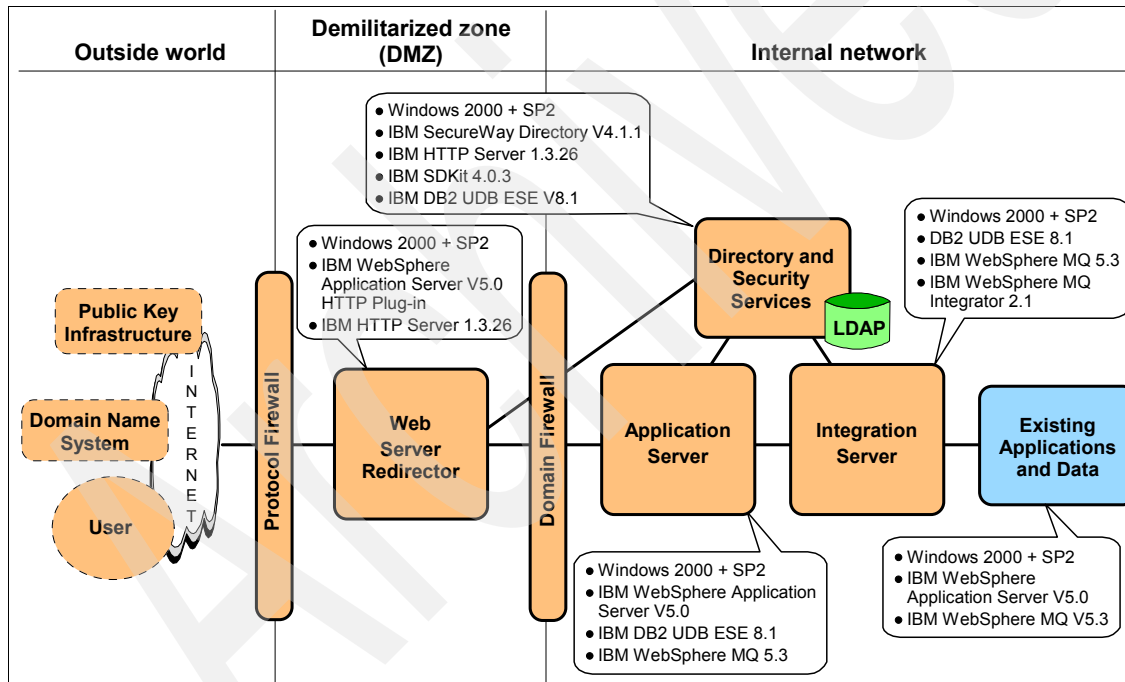 Outside world
Demilitarized zone
(DMZ)
Internal network
● Windows 2000 + SP2
● IBM SecureWay Directory V4.1.1
● IBM HTTP Server 1.3.26
● IBM SDKit 4.0.3
● IBM DB2 UDB ESE V8.1
● Windows 2000 + SP2
● IBM WebSphere
Application Server V5.0
HTTP Plug-in
● IBM HTTP Server 1.3.26
Directory and
Security
Services
LDAP
● Windows 2000 + SP2
● DB2 UDB ESE 8.1
● IBM WebSphere MQ 5.3
● IBM WebSphere MQ
Integrator 2.1
Public Key
Infrastructure
Domain Name
System
User
INTERNET
Protocol Firewall
Web
Server
Redirector
Domain Firewall
Application
Server
Integration
Server
Existing
Applications
and Data
● Windows 2000 + SP2
● IBM WebSphere Application
Server V5.0
● IBM DB2 UDB ESE 8.1
● IBM WebSphere MQ 5.3
● Windows 2000 + SP2
● IBM WebSphere
Application Server V5.0
● IBM WebSphere MQ V5.3